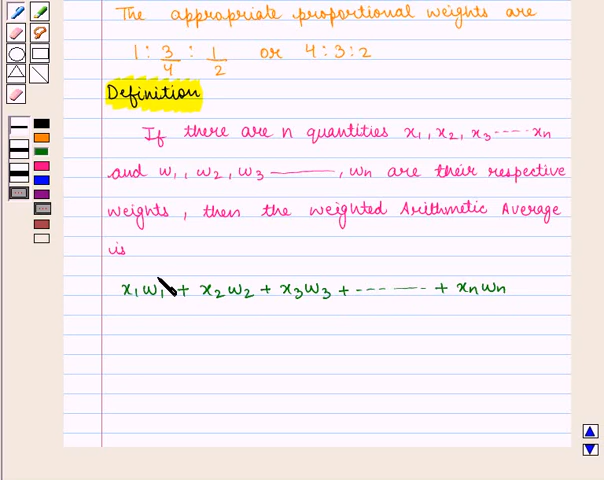 The appropriate proportional weights are
1 : 3/4 : 1/2 or 4 : 3 : 2
Definition
If there are n quantities x₁, x₂, x₃ ----- xₙ
and w₁, w₂, w₃ ———, wₙ are their respective
weights, then the weighted Arithmetic Average
is
x₁w₁ + x₂w₂ + x₃w₃ + --- —— + xₙwₙ